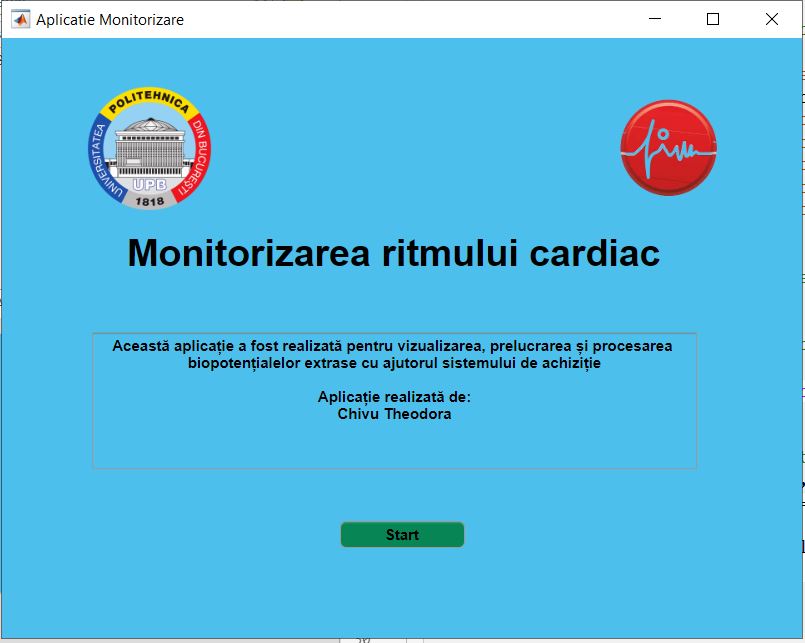 Aplicatie Monitorizare
UNIVERSITATEA POLITEHNICA DIN BUCUREȘTI
UPB
1818
fiim
Monitorizarea ritmului cardiac
Această aplicație a fost realizată pentru vizualizarea, prelucrarea și procesarea
biopotențialelor extrase cu ajutorul sistemului de achiziție
Aplicație realizată de:
Chivu Theodora
Start